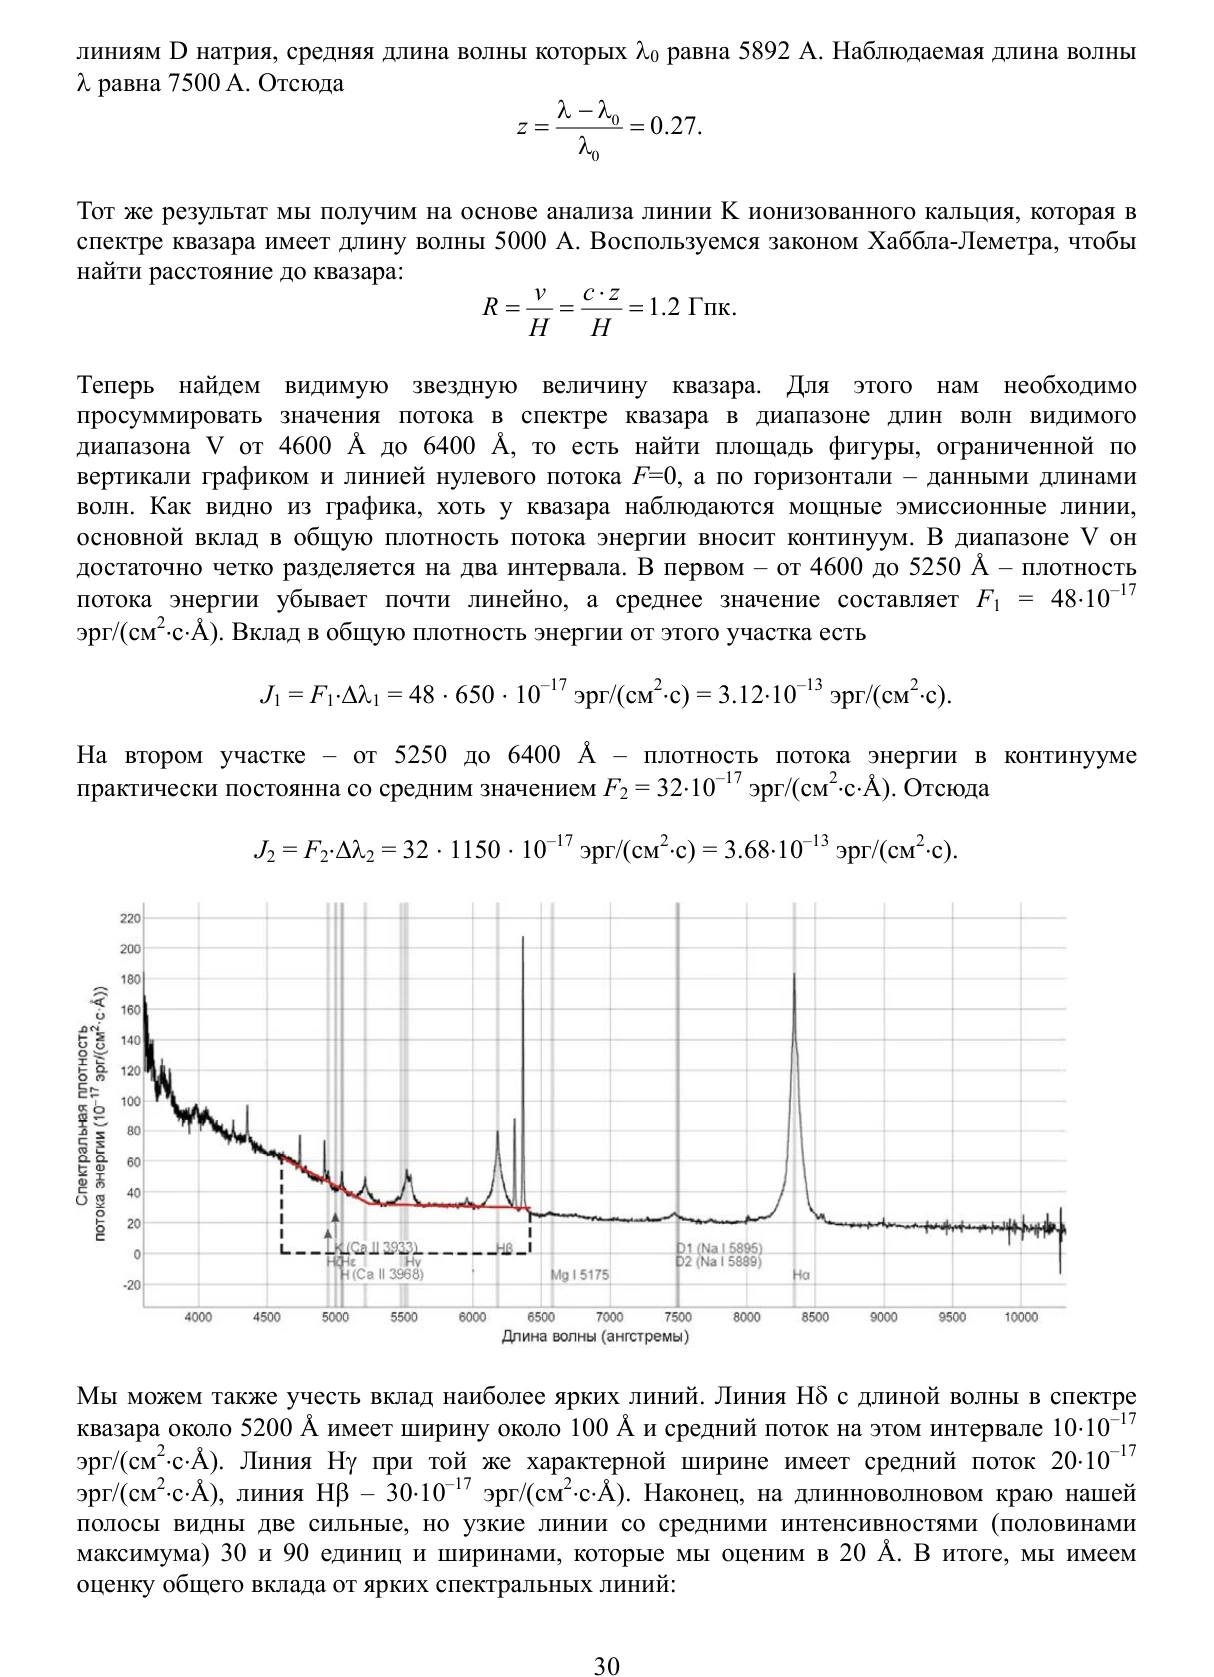 линиям D натрия, средняя длина волны которых λ₀ равна 5892 А. Наблюдаемая длина волны
λ равна 7500 А. Отсюда
z = (λ − λ₀) / λ₀ = 0.27.
Тот же результат мы получим на основе анализа линии К ионизованного кальция, которая в
спектре квазара имеет длину волны 5000 А. Воспользуемся законом Хаббла-Леметра, чтобы
найти расстояние до квазара:
R = v / H = c · z / H = 1.2 Гпк.
Теперь найдем видимую звездную величину квазара. Для этого нам необходимо
просуммировать значения потока в спектре квазара в диапазоне длин волн видимого
диапазона V от 4600 Å до 6400 Å, то есть найти площадь фигуры, ограниченной по
вертикали графиком и линией нулевого потока F=0, а по горизонтали – данными длинами
волн. Как видно из графика, хоть у квазара наблюдаются мощные эмиссионные линии,
основной вклад в общую плотность потока энергии вносит континуум. В диапазоне V он
достаточно четко разделяется на два интервала. В первом – от 4600 до 5250 Å – плотность
потока энергии убывает почти линейно, а среднее значение составляет F₁ = 48·10⁻¹⁷
эрг/(см²·с·Å). Вклад в общую плотность энергии от этого участка есть
J₁ = F₁·Δλ₁ = 48 · 650 · 10⁻¹⁷ эрг/(см²·с) = 3.12·10⁻¹³ эрг/(см²·с).
На втором участке – от 5250 до 6400 Å – плотность потока энергии в континууме
практически постоянна со средним значением F₂ = 32·10⁻¹⁷ эрг/(см²·с·Å). Отсюда
J₂ = F₂·Δλ₂ = 32 · 1150 · 10⁻¹⁷ эрг/(см²·с) = 3.68·10⁻¹³ эрг/(см²·с).
Спектральная плотность
потока энергии (10⁻¹⁷ эрг/(см²·с·Å))
220
200
180
160
140
120
100
80
60
40
20
0
-20
K (Ca II 3933)
Hζ Hε
H (Ca II 3968)
Hγ
Hβ
Mg I 5175
D1 (Na I 5895)
D2 (Na I 5889)
Hα
4000 4500 5000 5500 6000 6500 7000 7500 8000 8500 9000 9500 10000
Длина волны (ангстремы)
Мы можем также учесть вклад наиболее ярких линий. Линия Hδ с длиной волны в спектре
квазара около 5200 Å имеет ширину около 100 Å и средний поток на этом интервале 10·10⁻¹⁷
эрг/(см²·с·Å). Линия Hγ при той же характерной ширине имеет средний поток 20·10⁻¹⁷
эрг/(см²·с·Å), линия Hβ – 30·10⁻¹⁷ эрг/(см²·с·Å). Наконец, на длинноволновом краю нашей
полосы видны две сильные, но узкие линии со средними интенсивностями (половинами
максимума) 30 и 90 единиц и ширинами, которые мы оценим в 20 Å. В итоге, мы имеем
оценку общего вклада от ярких спектральных линий:
30